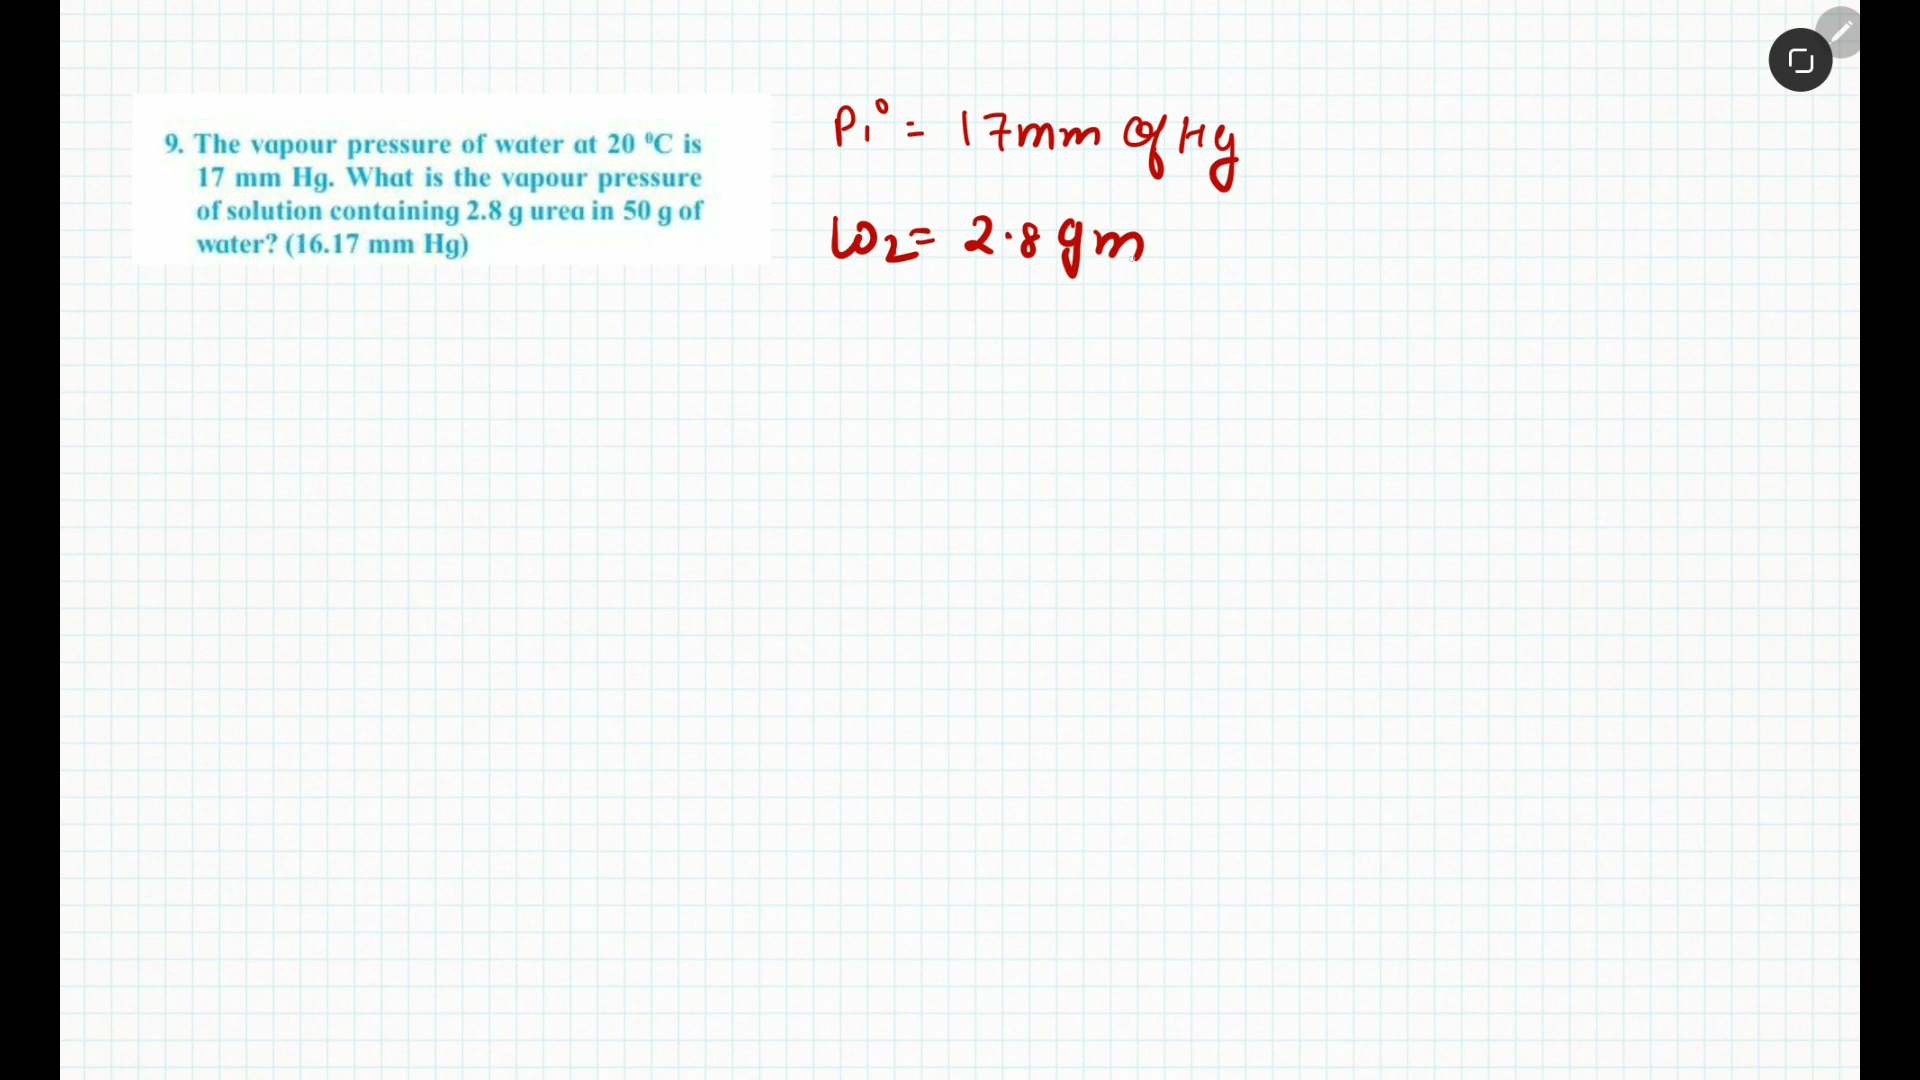 9. The vapour pressure of water at 20 ⁰C is
17 mm Hg. What is the vapour pressure
of solution containing 2.8 g urea in 50 g of
water? (16.17 mm Hg)
P₁⁰ = 17mm of Hg
W₂ = 2.8 gm